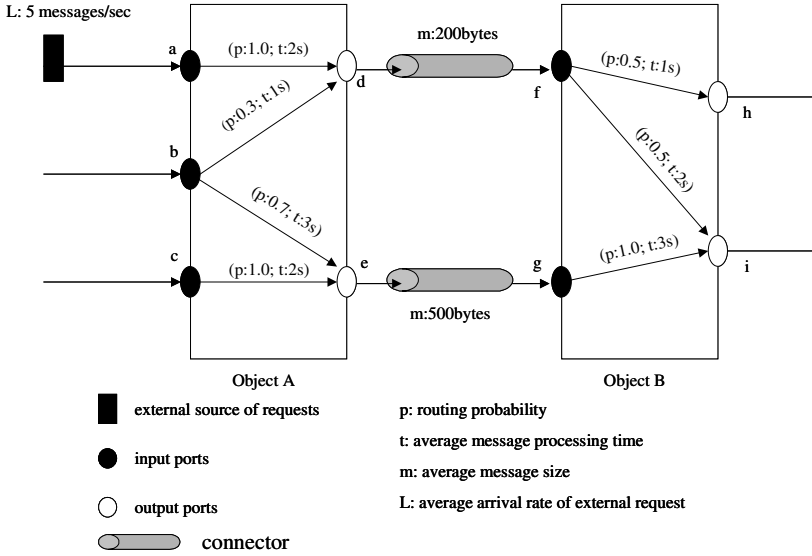 L: 5 messages/sec
a
(p:1.0; t:2s)
d
m:200bytes
f
(p:0.5; t:1s)
h
(p:0.3; t:1s)
b
(p:0.5; t:2s)
(p:0.7; t:3s)
c
(p:1.0; t:2s)
e
m:500bytes
g
(p:1.0; t:3s)
i
Object A
Object B
external source of requests
input ports
output ports
connector
p: routing probability
t: average message processing time
m: average message size
L: average arrival rate of external request